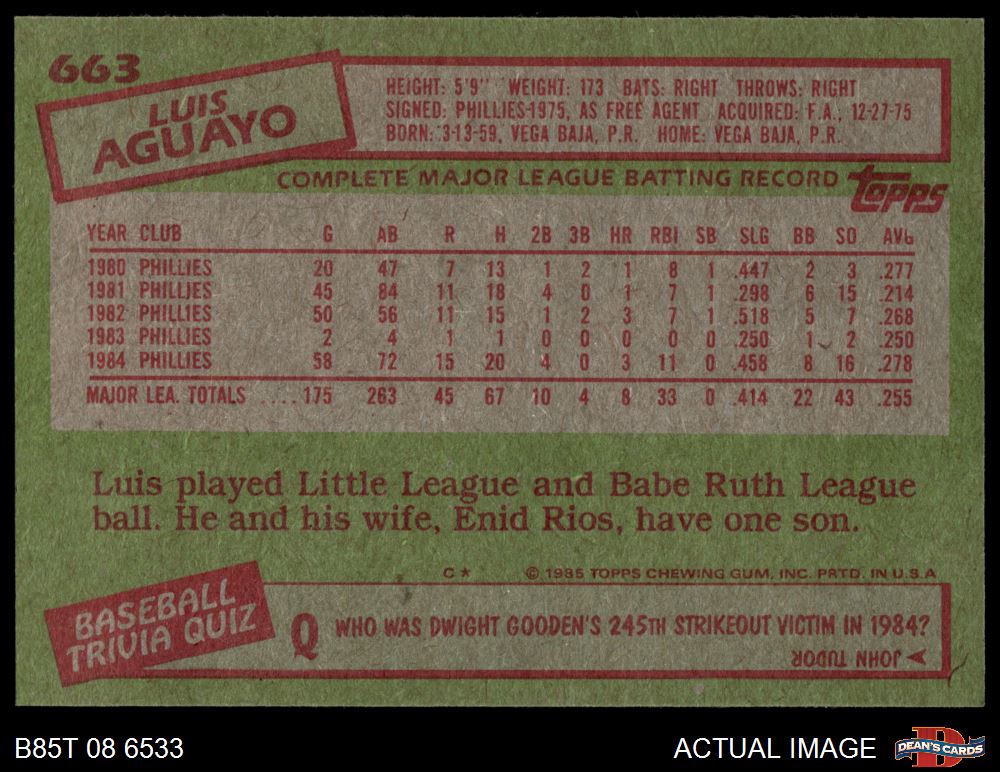 663
LUIS
AGUAYO
HEIGHT: 5'9" WEIGHT: 173 BATS: RIGHT THROWS: RIGHT
SIGNED: PHILLIES-1975, AS FREE AGENT ACQUIRED: F.A., 12-27-75
BORN: 3-13-59, VEGA BAJA, P.R. HOME: VEGA BAJA, P.R.
COMPLETE MAJOR LEAGUE BATTING RECORD topps
YEAR CLUB G AB R H 2B 3B HR RBI SB SLG BB SO AVG
1980 PHILLIES 20 47 7 13 1 2 1 8 1 .447 2 3 .277
1981 PHILLIES 45 84 11 18 4 0 1 7 1 .298 6 15 .214
1982 PHILLIES 50 56 11 15 1 2 3 7 1 .518 5 7 .268
1983 PHILLIES 2 4 1 1 0 0 0 0 0 .250 1 2 .250
1984 PHILLIES 58 72 15 20 4 0 3 11 0 .458 8 16 .278
MAJOR LEA. TOTALS .... 175 263 45 67 10 4 8 33 0 .414 22 43 .255
Luis played Little League and Babe Ruth League
ball. He and his wife, Enid Rios, have one son.
C* © 1985 TOPPS CHEWING GUM, INC. PRTD. IN U.S.A
BASEBALL
TRIVIA QUIZ
Q WHO WAS DWIGHT GOODEN'S 245TH STRIKEOUT VICTIM IN 1984?
JOHN TUDOR
B85T 08 6533 ACTUAL IMAGE D DEAN'S CARDS